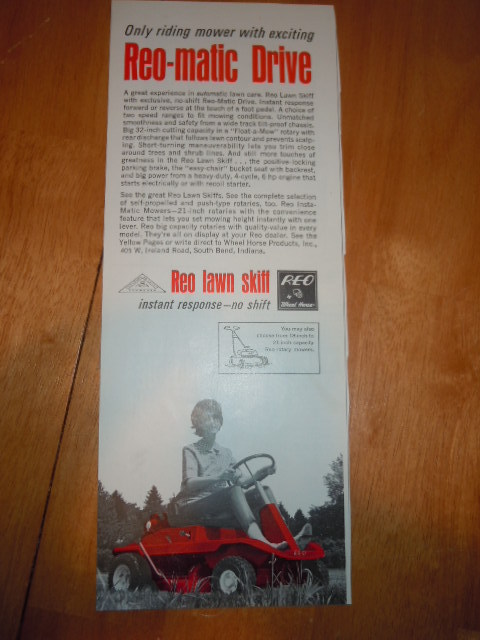 Only riding mower with exciting
Reo-matic Drive
A great experience in automatic lawn care. Reo Lawn Skiff
with exclusive, no-shift Reo-Matic Drive. Instant response
forward or reverse at the touch of a foot pedal. A choice of
two speed ranges to fit mowing conditions. Unmatched
smoothness and safety from a wide track tilt-proof chassis.
Big 32-inch cutting capacity in a "Float-a-Mow" rotary with
rear discharge that follows lawn contour and prevents scalp-
ing. Short-turning maneuverability lets you trim close
around trees and shrub lines. And still more touches of
greatness in the Reo Lawn Skiff . . . the positive locking
parking brake, the "easy-chair" bucket seat with backrest,
and big power from a heavy-duty, 4-cycle, 6 hp engine that
starts electrically or with recoil starter.
See the great Reo Lawn Skiffs. See the complete selection
of self-propelled and push-type rotaries, too. Reo Insta-
Matic Mowers—21-inch rotaries with the convenience
feature that lets you set mowing height instantly with one
lever. Reo big capacity rotaries with quality-value in every
model. They're all on display at your Reo dealer. See the
Yellow Pages or write direct to Wheel Horse Products, Inc.,
405 W. Ireland Road, South Bend, Indiana.
Reo lawn skiff
instant response—no shift
REO
by
Wheel Horse
You may also
choose from
capacity
Reo rotary mowers.